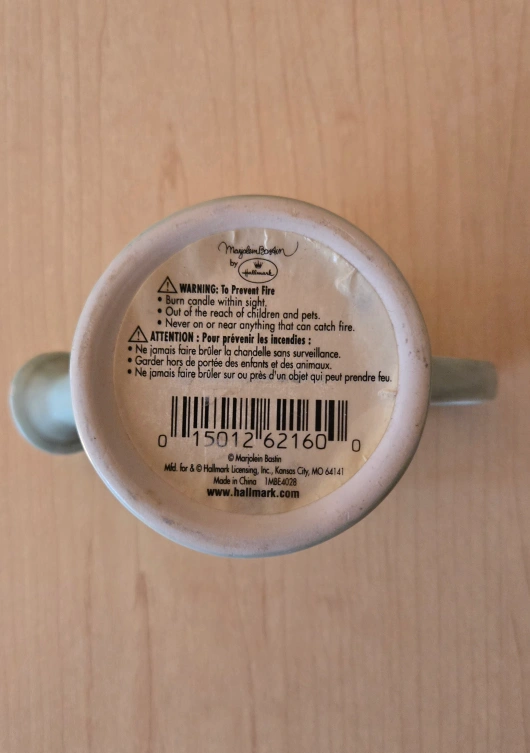 Marjolein Bastin
by Hallmark
WARNING: To Prevent Fire
• Burn candle within sight.
• Out of the reach of children and pets.
• Never on or near anything that can catch fire.
ATTENTION : Pour prévenir les incendies :
• Ne jamais faire brûler la chandelle sans surveillance.
• Garder hors de portée des enfants et des animaux.
• Ne jamais faire brûler sur ou près d'un objet qui peut prendre feu.
0 15012 62160 0
© Marjolein Bastin
Mfd. for & © Hallmark Licensing, Inc., Kansas City, MO 64141
Made in China 1MBE4028
www.hallmark.com